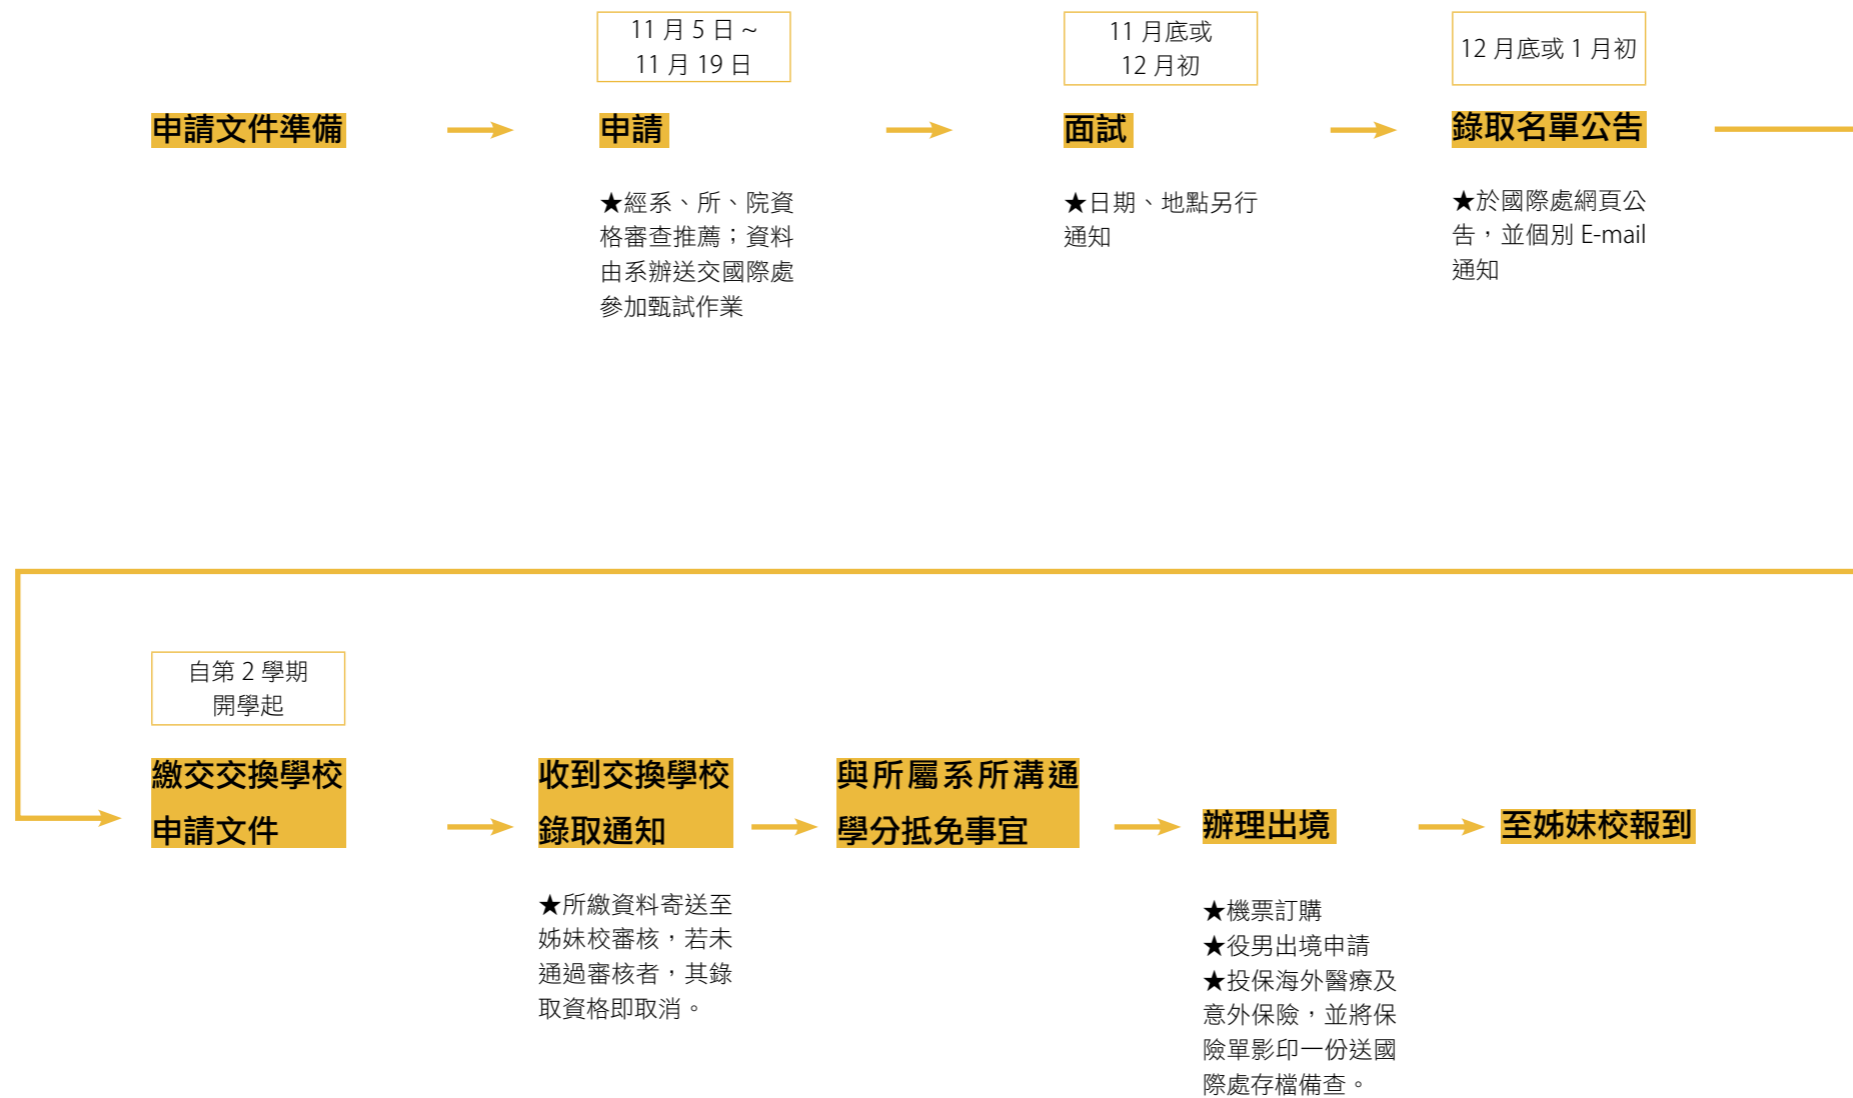 申請文件準備
11 月 5 日 ~
11 月 19 日
申請
★經系、所、院資
格審查推薦；資料
由系辦送交國際處
參加甄試作業
11 月底或
12 月初
面試
★日期、地點另行
通知
12 月底或 1 月初
錄取名單公告
★於國際處網頁公
告，並個別 E-mail
通知
自第 2 學期
開學起
繳交交換學校
申請文件
收到交換學校
錄取通知
★所繳資料寄送至
姊妹校審核，若未
通過審核者，其錄
取資格即取消。
與所屬系所溝通
學分抵免事宜
辦理出境
★機票訂購
★役男出境申請
★投保海外醫療及
意外保險，並將保
險單影印一份送國
際處存檔備查。
至姊妹校報到